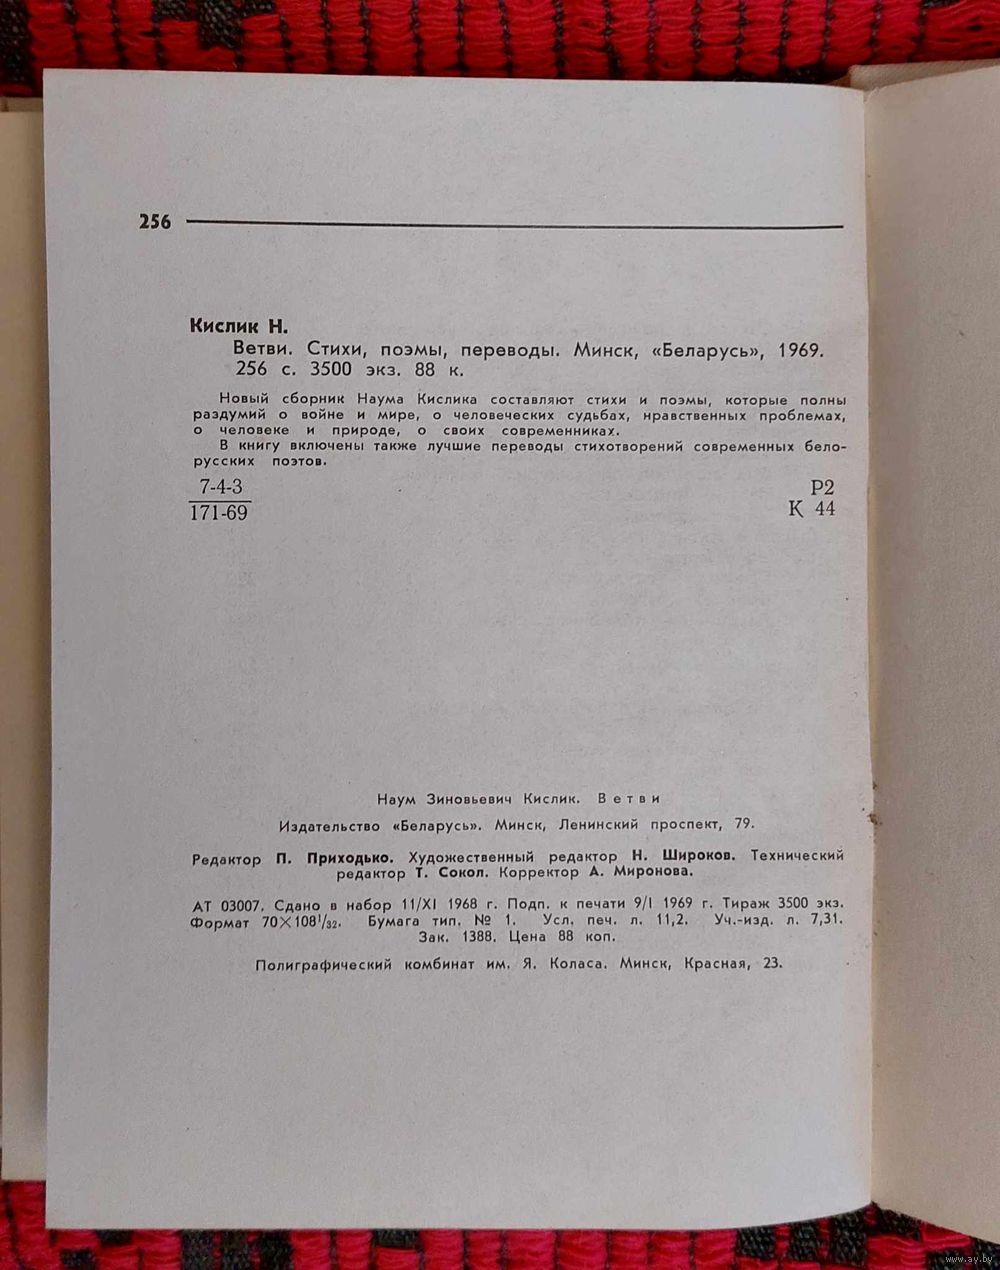 256
Кислик Н.
Ветви. Стихи, поэмы, переводы. Минск, «Беларусь», 1969.
256 с. 3500 экз. 88 к.
Новый сборник Наума Кислика составляют стихи и поэмы, которые полны
раздумий о войне и мире, о человеческих судьбах, нравственных проблемах,
о человеке и природе, о своих современниках.
В книгу включены также лучшие переводы стихотворений современных бело-
русских поэтов.
7-4-3
171-69
Р2
К 44
Наум Зиновьевич Кислик. Ветви
Издательство «Беларусь». Минск, Ленинский проспект, 79.
Редактор П. Приходько. Художественный редактор Н. Широков. Технический
редактор Т. Сокол. Корректор А. Миронова.
АТ 03007. Сдано в набор 11/XI 1968 г. Подп. к печати 9/I 1969 г. Тираж 3500 экз.
Формат 70×108¹/₃₂. Бумага тип. № 1. Усл. печ. л. 11,2. Уч.-изд. л. 7,31.
Зак. 1388. Цена 88 коп.
Полиграфический комбинат им. Я. Коласа. Минск, Красная, 23.
www.ay.by